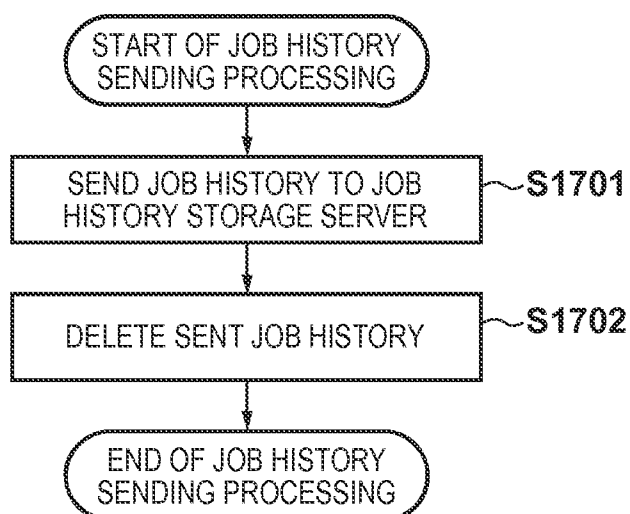 START OF JOB HISTORY
SENDING PROCESSING
SEND JOB HISTORY TO JOB
HISTORY STORAGE SERVER
S1701
DELETE SENT JOB HISTORY
S1702
END OF JOB HISTORY
SENDING PROCESSING